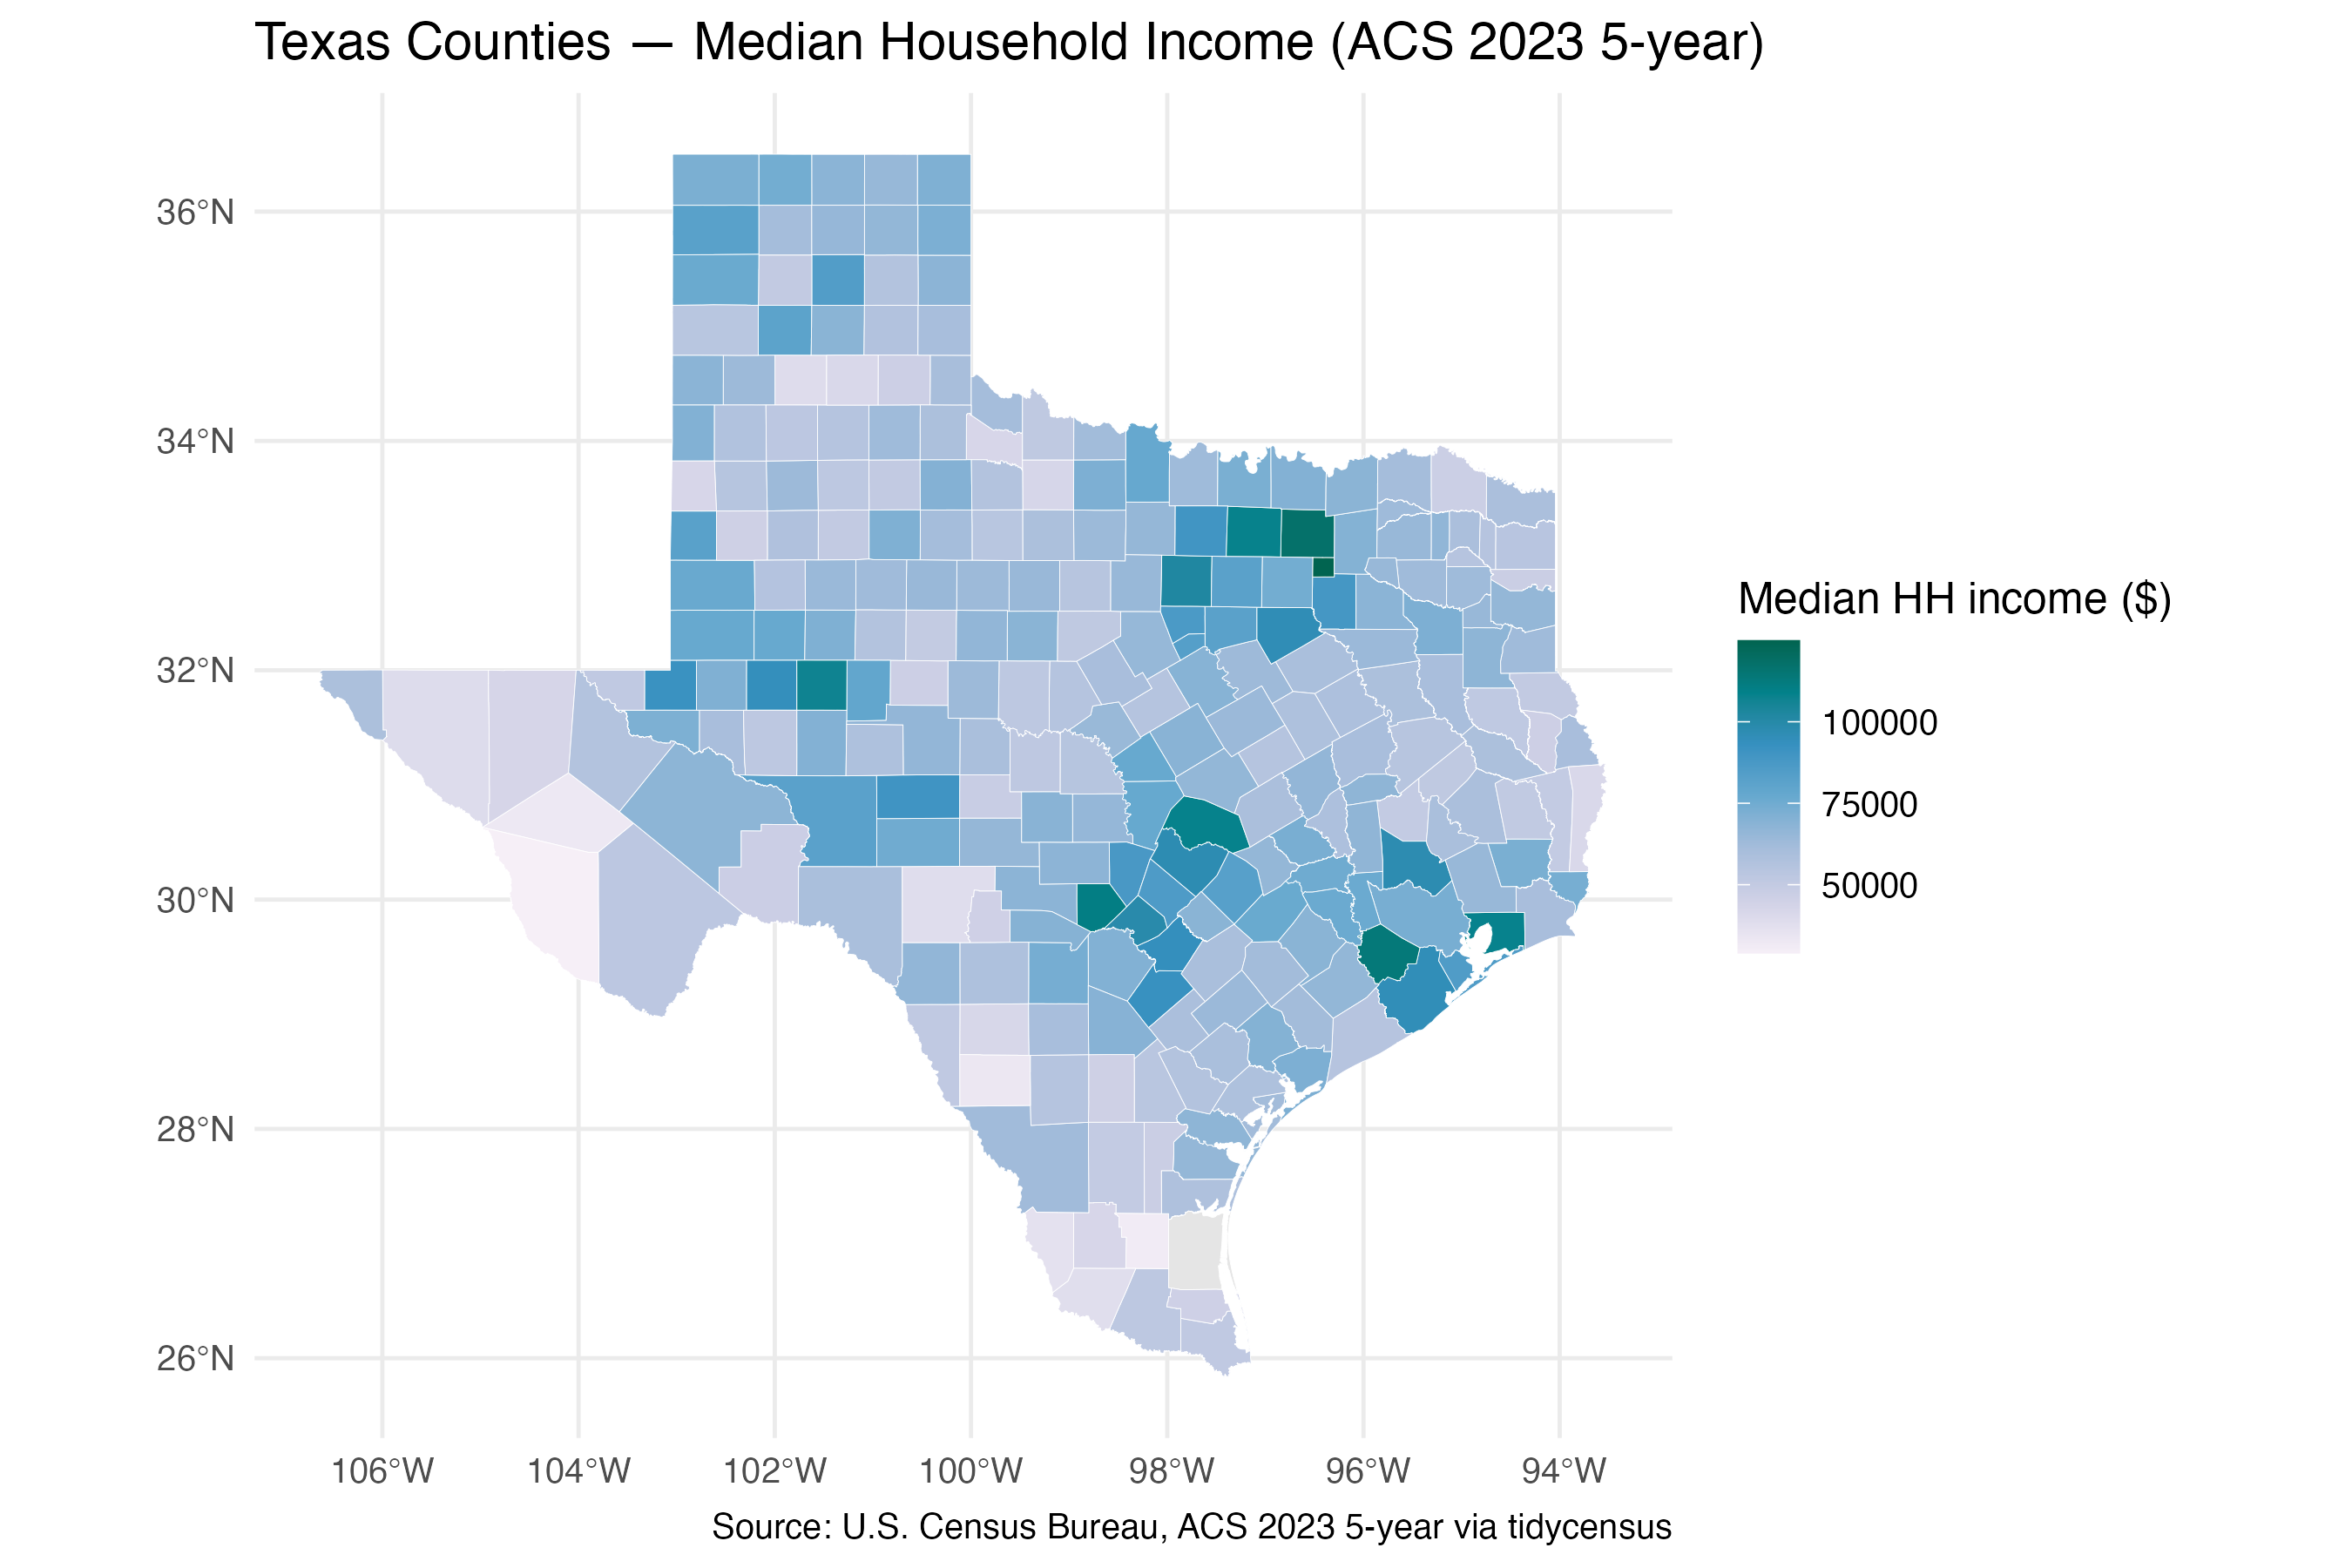 Texas Counties — Median Household Income (ACS 2023 5-year)
36°N
34°N
32°N
30°N
28°N
26°N
106°W 104°W 102°W 100°W 98°W 96°W 94°W
Median HH income ($)
100000
75000
50000
Source: U.S. Census Bureau, ACS 2023 5-year via tidycensus